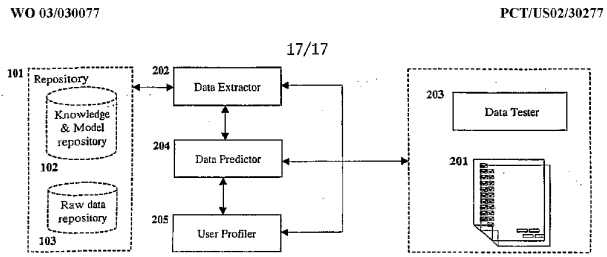 WO 03/030077
PCT/US02/30277
17/17
101
Repository
Knowledge
& Model
repository
102
Raw data
repository
103
202
Data Extractor
204
Data Predictor
205
User Profiler
203
Data Tester
201